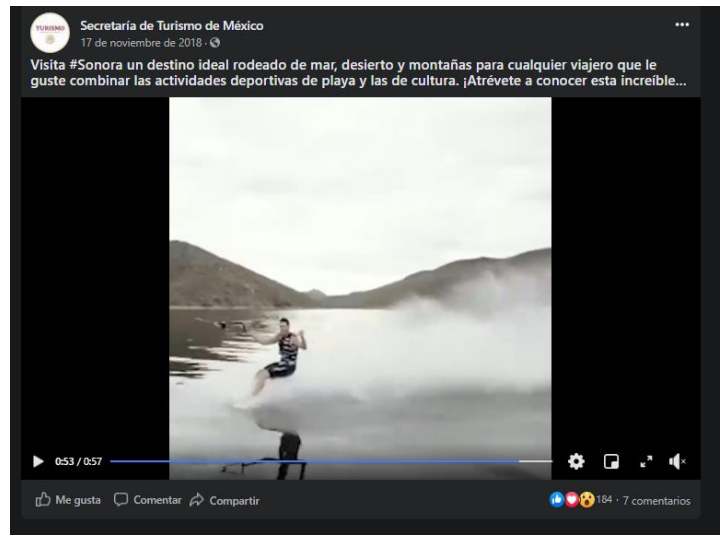 TURISMO
Secretaría de Turismo de México
17 de noviembre de 2018 ·
Visita #Sonora un destino ideal rodeado de mar, desierto y montañas para cualquier viajero que le
guste combinar las actividades deportivas de playa y las de cultura. ¡Atrévete a conocer esta increíble...
0:53 / 0:57
Me gusta Comentar Compartir 184 · 7 comentarios